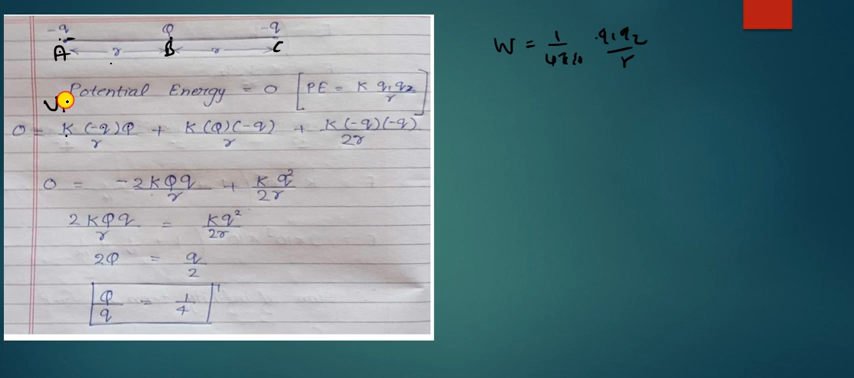 -q Q -q
A r B r C
Potential Energy = 0 [PE = K q1q2/r]
0 = K(-q)Q/r + K(Q)(-q)/r + K(-q)(-q)/2r
0 = -2KQq/r + Kq²/2r
2KQq/r = Kq²/2r
2Q = q/2
Q/q = 1/4
W = 1/4πε0 q1q2/r